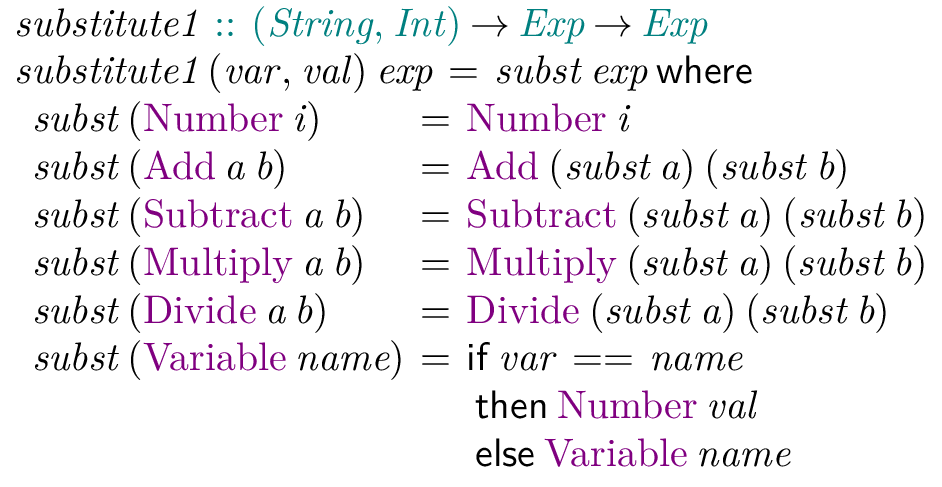 substitute1 :: (String, Int) → Exp → Exp
substitute1 (var, val) exp = subst exp where
subst (Number i) = Number i
subst (Add a b) = Add (subst a) (subst b)
subst (Subtract a b) = Subtract (subst a) (subst b)
subst (Multiply a b) = Multiply (subst a) (subst b)
subst (Divide a b) = Divide (subst a) (subst b)
subst (Variable name) = if var == name
then Number val
else Variable name